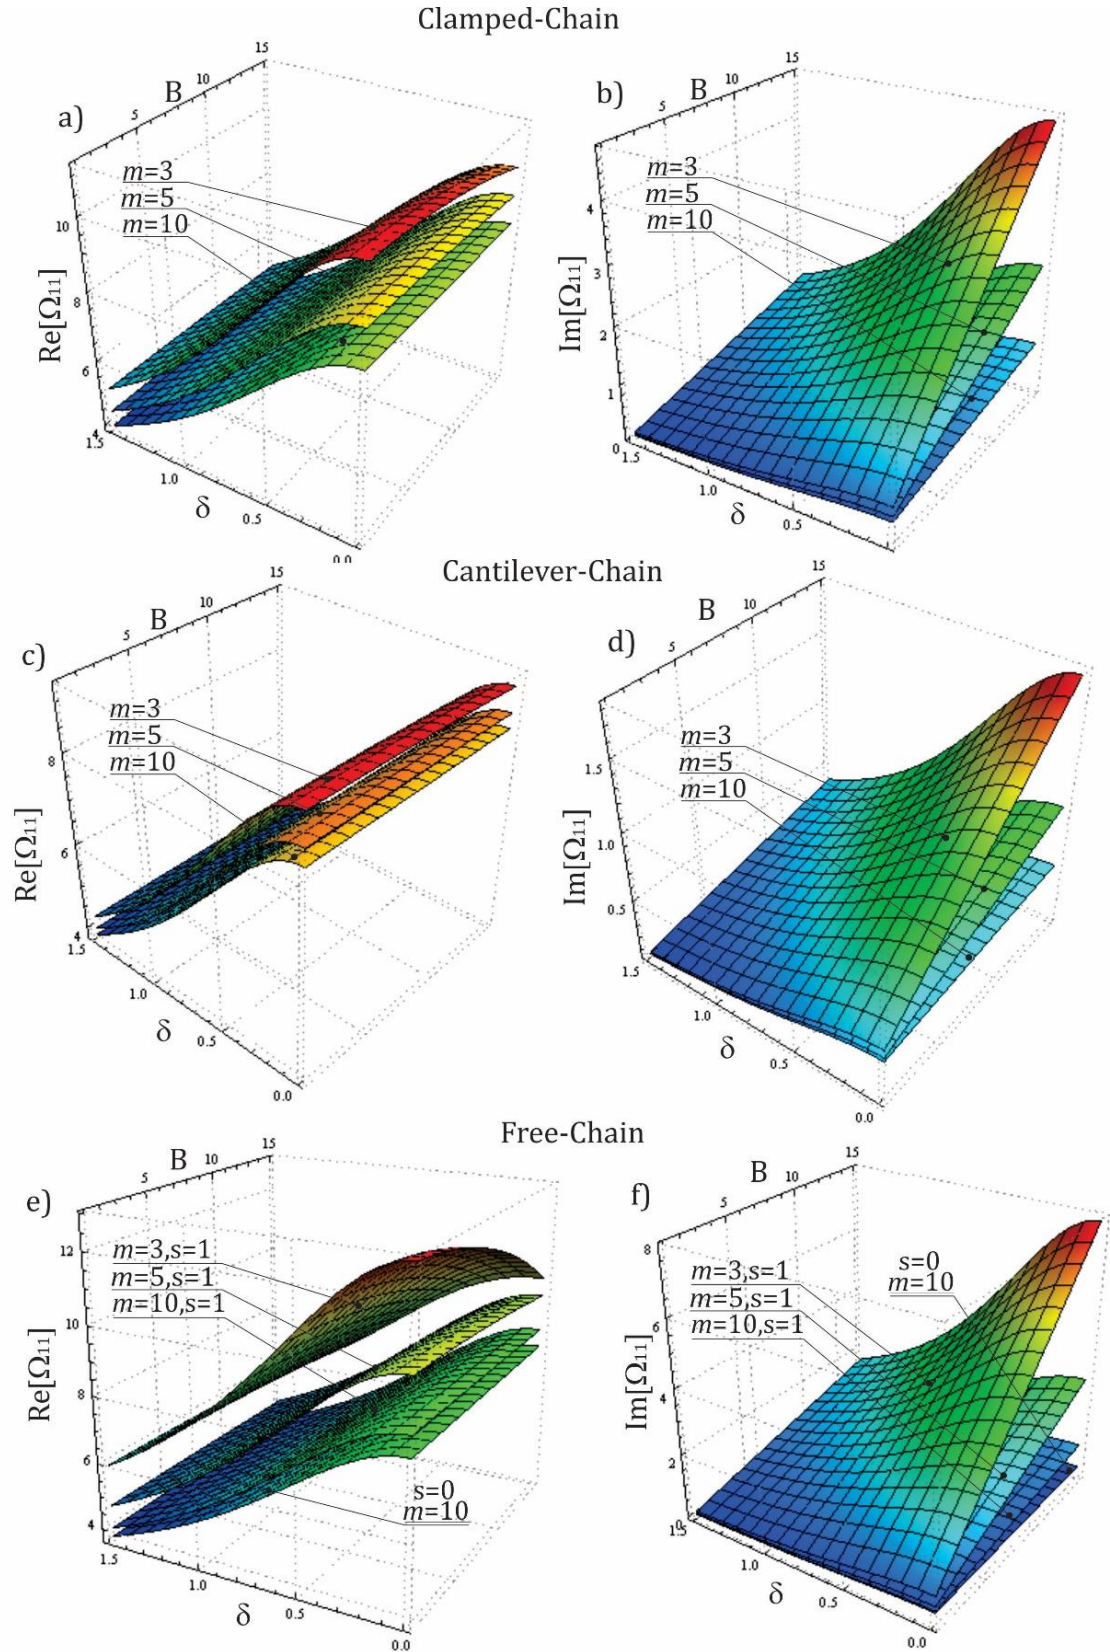 Clamped-Chain
a)
B
5
10
15
m=3
m=5
m=10
Re[Ω11]
10
8
6
4
1.5
1.0
0.5
0.0
δ
b)
B
5
10
15
m=3
m=5
m=10
Im[Ω11]
4
3
2
1
0
1.5
1.0
0.5
δ
Cantilever-Chain
c)
B
5
10
15
m=3
m=5
m=10
Re[Ω11]
8
6
4
1.5
1.0
0.5
0.0
δ
d)
B
5
10
15
m=3
m=5
m=10
Im[Ω11]
1.5
1.0
0.5
1.5
1.0
0.5
0.0
δ
Free-Chain
e)
B
5
10
15
m=3,s=1
m=5,s=1
m=10,s=1
Re[Ω11]
12
10
8
6
4
1.5
1.0
0.5
0.0
δ
s=0
m=10
f)
B
5
10
15
m=3,s=1
m=5,s=1
m=10,s=1
s=0
m=10
Im[Ω11]
8
6
4
2
0
1.5
1.0
0.5
0.0
δ